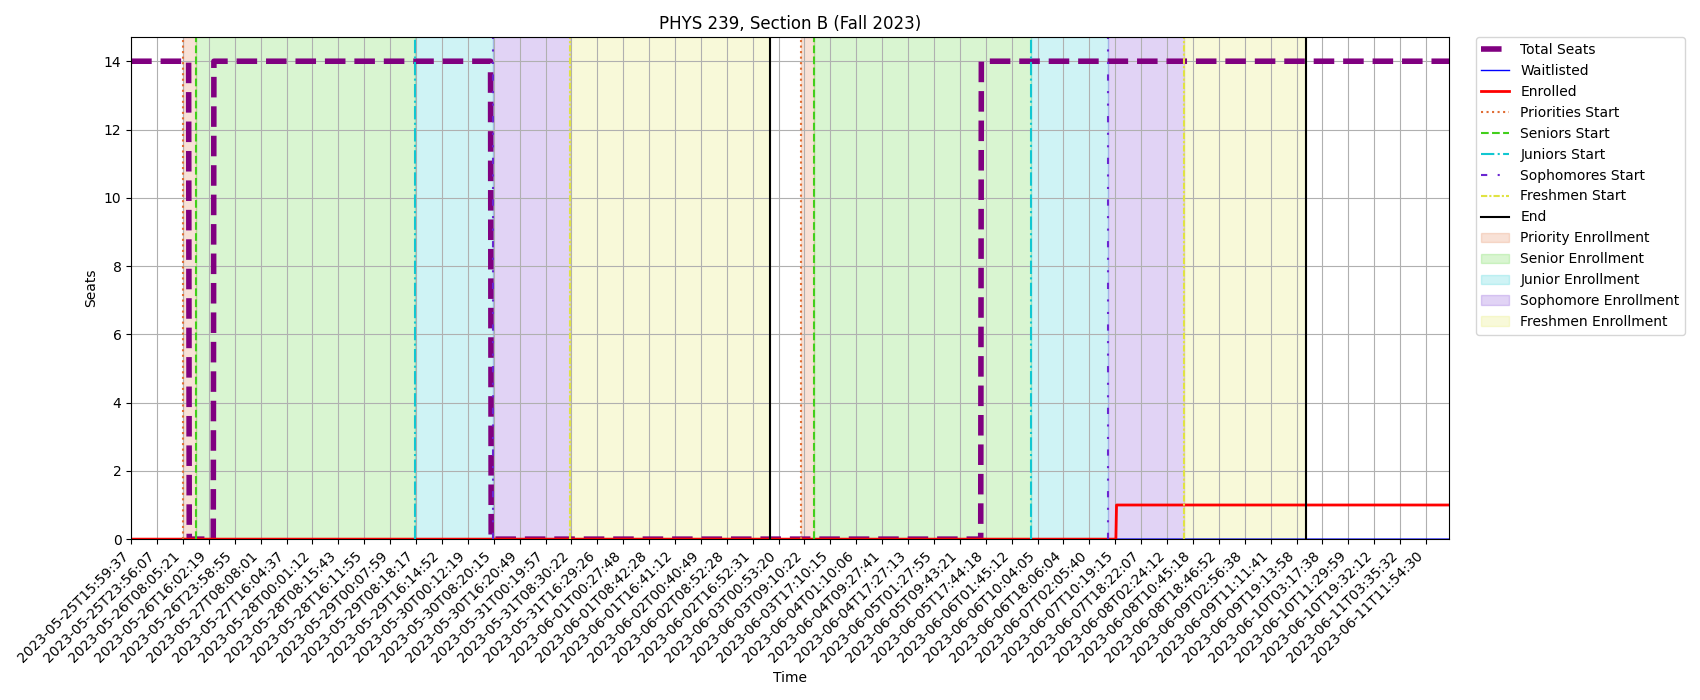 PHYS 239, Section B (Fall 2023)
Seats
14
12
10
8
6
4
2
0
2023-05-25T15:59:37
2023-05-25T23:56:07
2023-05-26T08:05:21
2023-05-26T16:02:19
2023-05-26T23:58:55
2023-05-27T08:08:01
2023-05-27T16:04:37
2023-05-28T00:01:12
2023-05-28T08:15:43
2023-05-28T16:11:55
2023-05-29T00:07:59
2023-05-29T08:18:17
2023-05-29T16:14:52
2023-05-30T00:12:19
2023-05-30T08:20:15
2023-05-30T16:20:49
2023-05-31T00:19:57
2023-05-31T08:30:22
2023-05-31T16:29:26
2023-06-01T00:27:48
2023-06-01T08:42:28
2023-06-01T16:41:12
2023-06-02T00:40:49
2023-06-02T08:52:28
2023-06-02T16:52:31
2023-06-03T00:53:20
2023-06-03T09:10:22
2023-06-03T17:10:15
2023-06-04T01:10:06
2023-06-04T09:27:41
2023-06-04T17:27:13
2023-06-05T01:27:55
2023-06-05T09:43:21
2023-06-05T17:44:18
2023-06-06T01:45:12
2023-06-06T10:04:05
2023-06-06T18:06:04
2023-06-07T02:05:40
2023-06-07T10:19:15
2023-06-07T18:22:07
2023-06-08T02:24:12
2023-06-08T10:45:18
2023-06-08T18:46:52
2023-06-09T02:56:38
2023-06-09T11:11:41
2023-06-09T19:13:58
2023-06-10T03:17:38
2023-06-10T11:29:59
2023-06-10T19:32:12
2023-06-11T03:35:32
2023-06-11T11:54:30
Time
Total Seats
Waitlisted
Enrolled
Priorities Start
Seniors Start
Juniors Start
Sophomores Start
Freshmen Start
End
Priority Enrollment
Senior Enrollment
Junior Enrollment
Sophomore Enrollment
Freshmen Enrollment